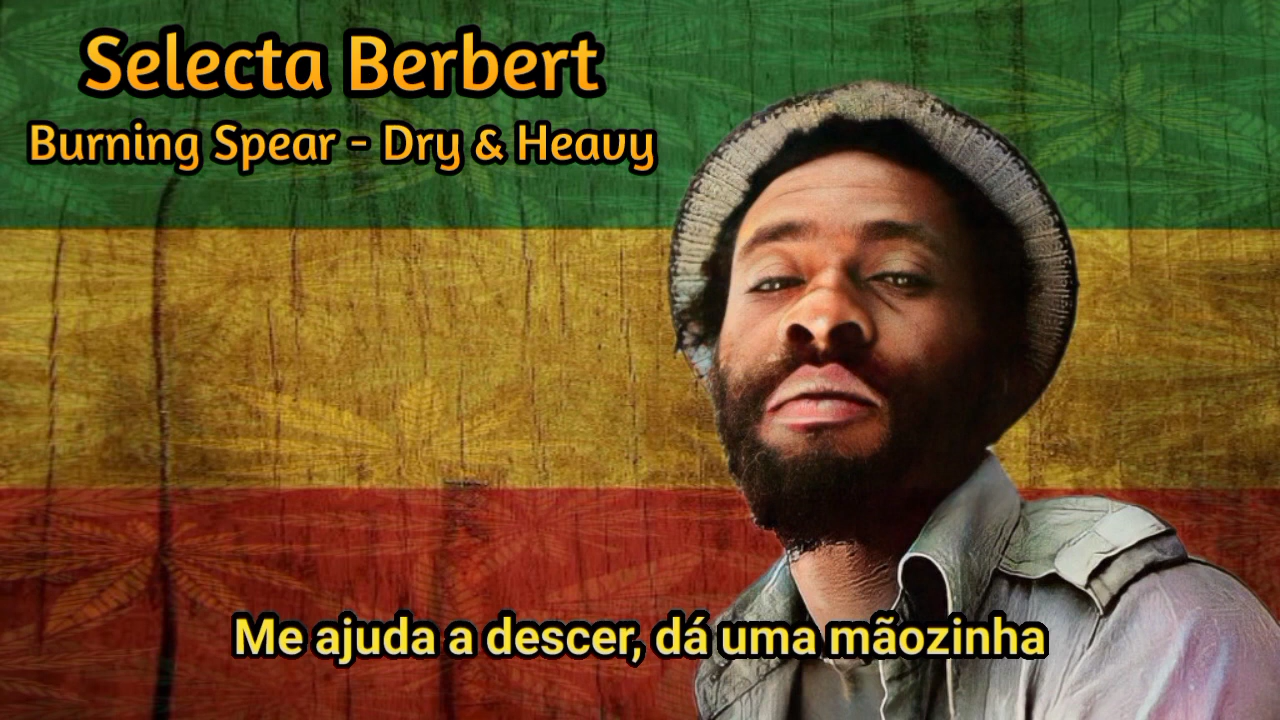 Selecta Berbert
Burning Spear - Dry & Heavy
Me ajuda a descer, dá uma mãozinha